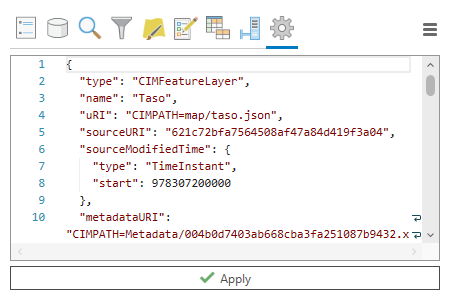 1 {
2 "type": "CIMFeatureLayer",
3 "name": "Taso",
4 "uRI": "CIMPATH=map/taso.json",
5 "sourceURI": "621c72bfa7564508af47a84d419f3a04",
6 "sourceModifiedTime": {
7 "type": "TimeInstant",
8 "start": 978307200000
9 },
10 "metadataURI":
"CIMPATH=Metadata/004b0d7403ab668cba3fa251087b9432.x
Apply